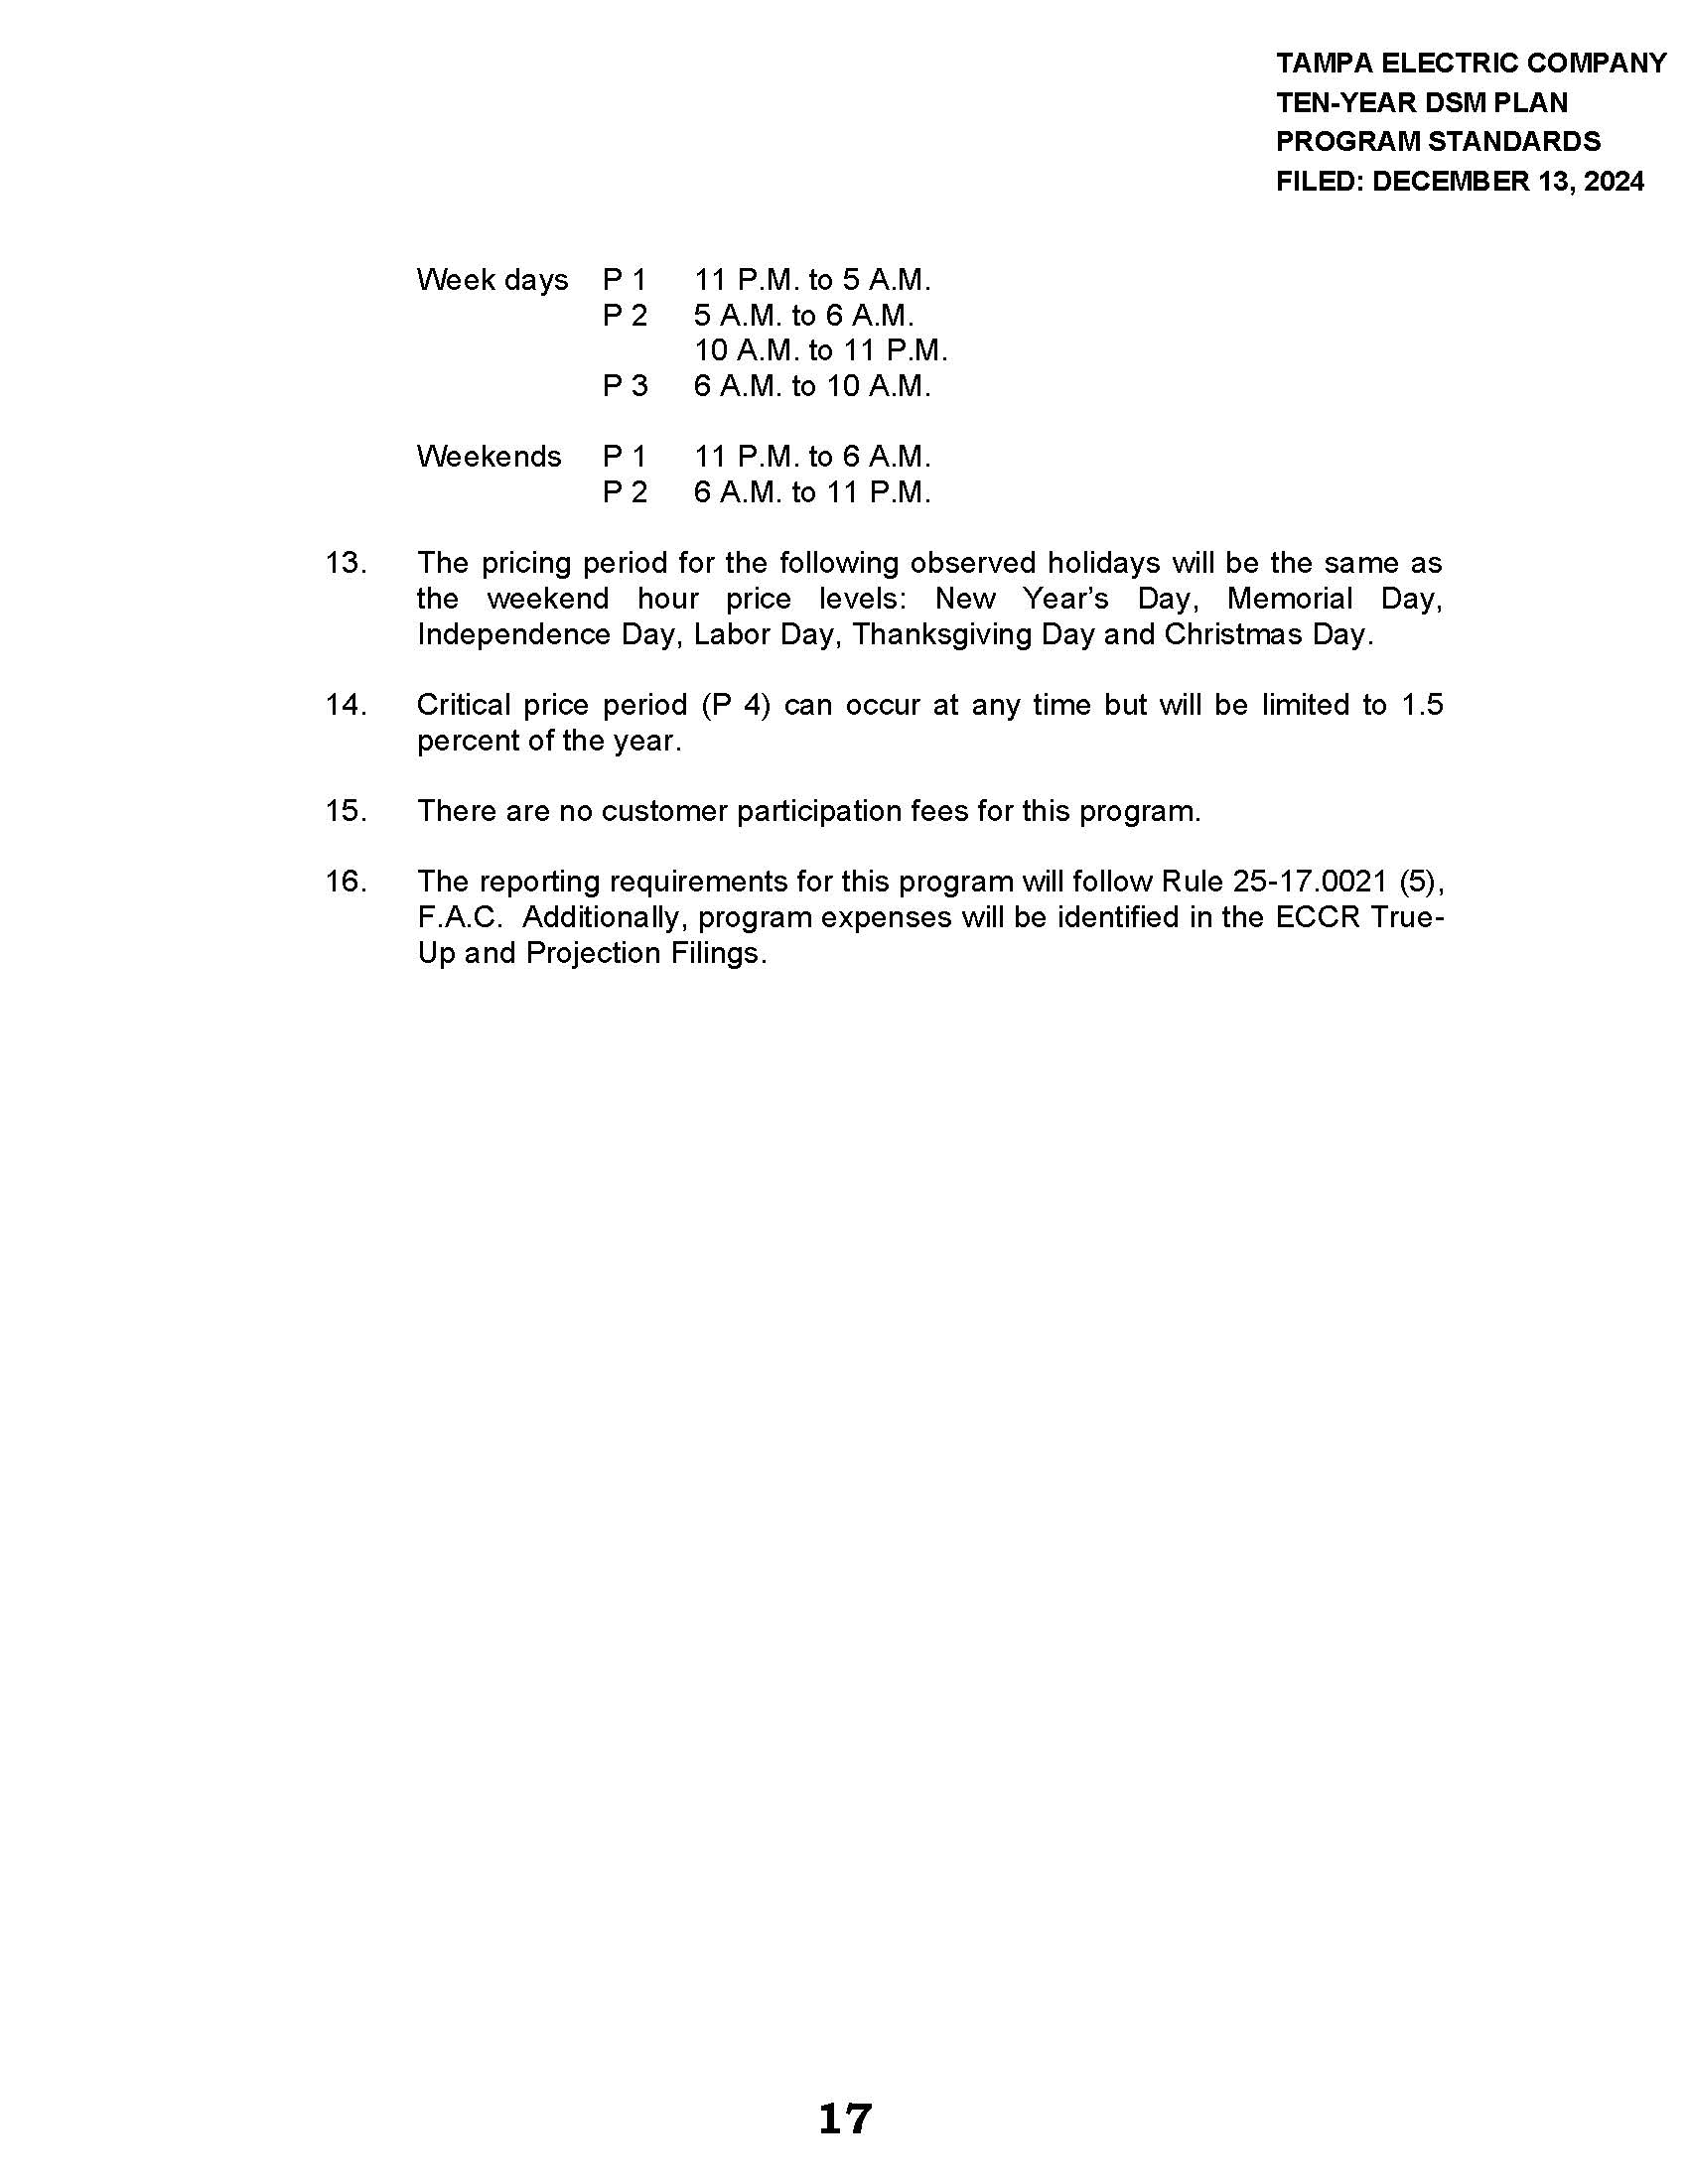 TAMPA ELECTRIC COMPANY
TEN-YEAR DSM PLAN
PROGRAM STANDARDS
FILED: DECEMBER 13, 2024
Week days P 1 11 P.M. to 5 A.M.
P 2 5 A.M. to 6 A.M.
10 A.M. to 11 P.M.
P 3 6 A.M. to 10 A.M.
Weekends P 1 11 P.M. to 6 A.M.
P 2 6 A.M. to 11 P.M.
13. The pricing period for the following observed holidays will be the same as
the weekend hour price levels: New Year’s Day, Memorial Day,
Independence Day, Labor Day, Thanksgiving Day and Christmas Day.
14. Critical price period (P 4) can occur at any time but will be limited to 1.5
percent of the year.
15. There are no customer participation fees for this program.
16. The reporting requirements for this program will follow Rule 25-17.0021 (5),
F.A.C. Additionally, program expenses will be identified in the ECCR True-
Up and Projection Filings.
17